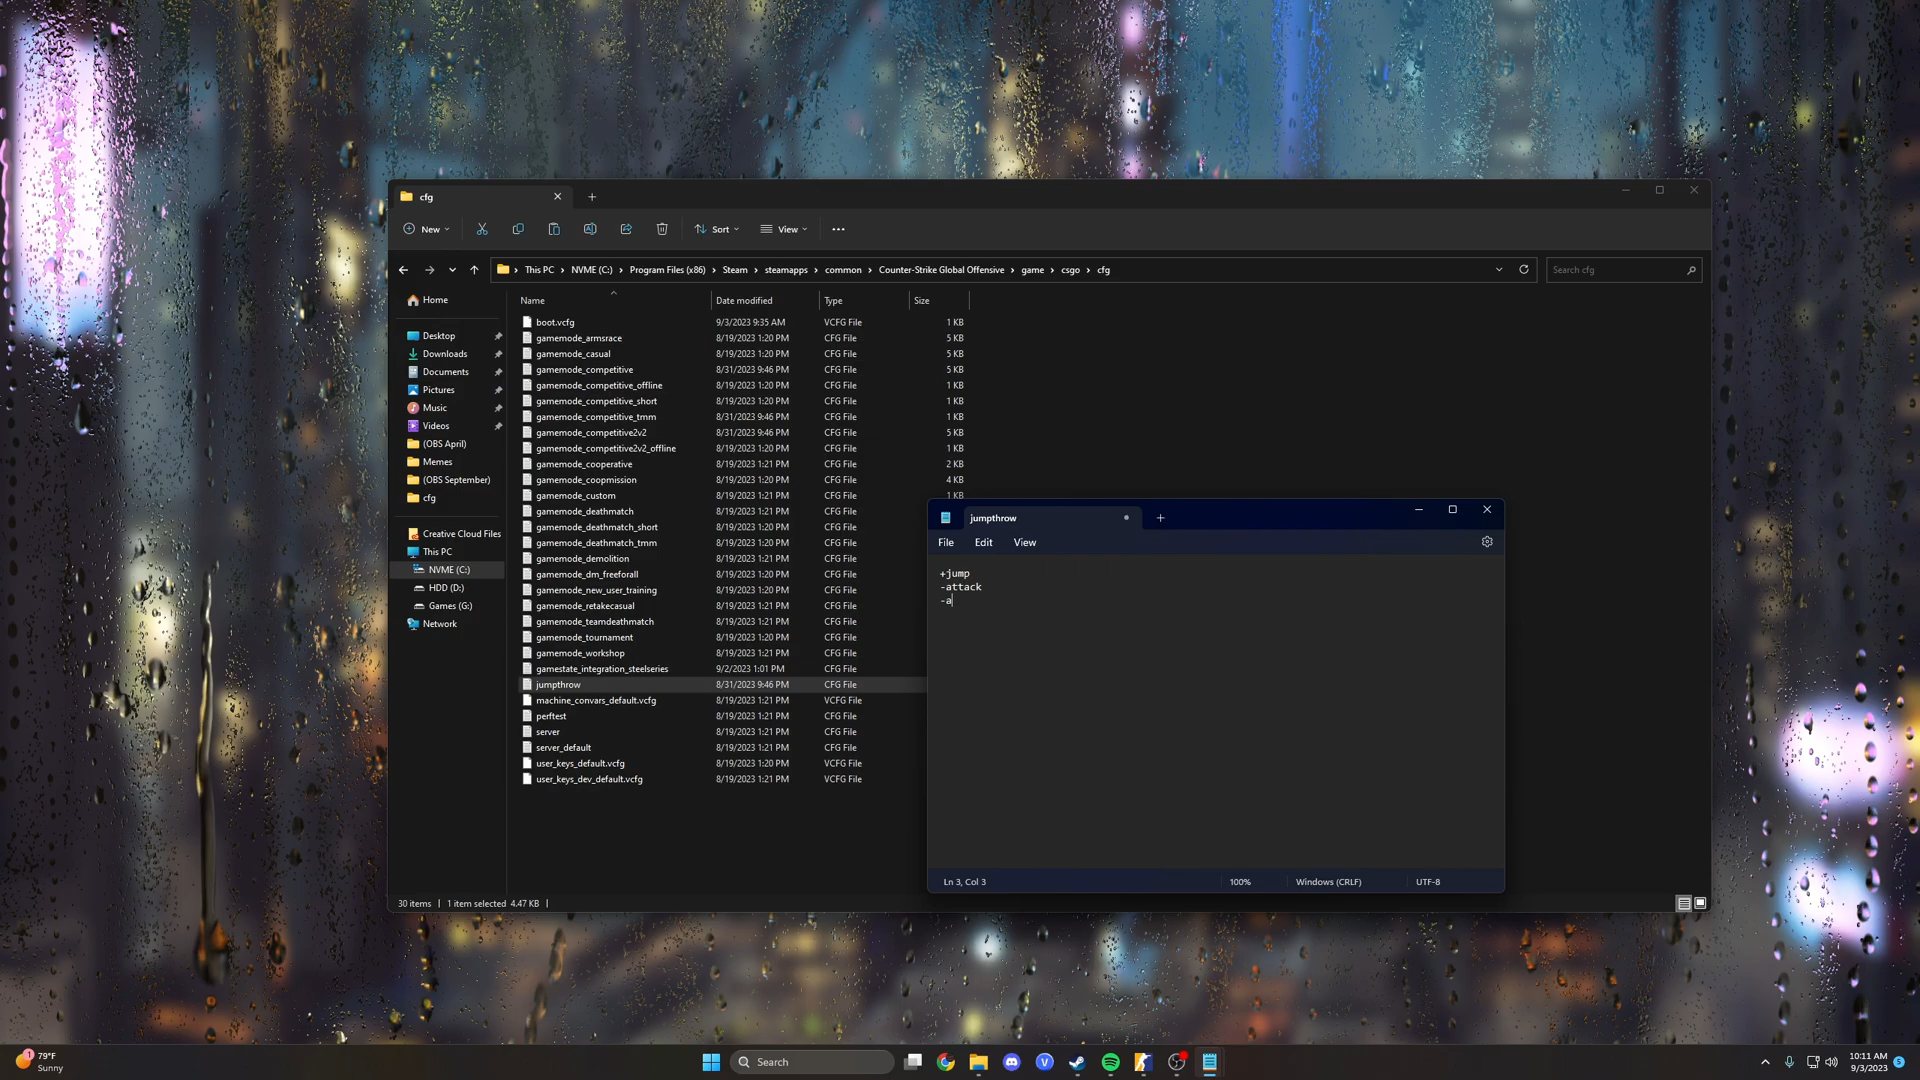 cfg
New
Sort
View
This PC > NVME (C:) > Program Files (x86) > Steam > steamapps > common > Counter-Strike Global Offensive > game > csgo > cfg
Search cfg
Home
Desktop
Downloads
Documents
Pictures
Music
Videos
(OBS April)
Memes
(OBS September)
cfg
Creative Cloud Files
This PC
NVME (C:)
HDD (D:)
Games (G:)
Network
Name Date modified Type Size
boot.vcfg 9/3/2023 9:35 AM VCFG File 1 KB
gamemode_armsrace 8/19/2023 1:20 PM CFG File 5 KB
gamemode_casual 8/19/2023 1:20 PM CFG File 5 KB
gamemode_competitive 8/31/2023 9:46 PM CFG File 5 KB
gamemode_competitive_offline 8/19/2023 1:20 PM CFG File 1 KB
gamemode_competitive_short 8/19/2023 1:20 PM CFG File 1 KB
gamemode_competitive_tmm 8/31/2023 9:46 PM CFG File 1 KB
gamemode_competitive2v2 8/31/2023 9:46 PM CFG File 5 KB
gamemode_competitive2v2_offline 8/19/2023 1:20 PM CFG File 1 KB
gamemode_cooperative 8/19/2023 1:21 PM CFG File 2 KB
gamemode_coopmission 8/19/2023 1:20 PM CFG File 4 KB
gamemode_custom 8/19/2023 1:21 PM CFG File 1 KB
gamemode_deathmatch 8/19/2023 1:21 PM CFG File
gamemode_deathmatch_short 8/19/2023 1:20 PM CFG File
gamemode_deathmatch_tmm 8/19/2023 1:20 PM CFG File
gamemode_demolition 8/19/2023 1:21 PM CFG File
gamemode_dm_freeforall 8/19/2023 1:20 PM CFG File
gamemode_new_user_training 8/19/2023 1:20 PM CFG File
gamemode_retakecasual 8/19/2023 1:21 PM CFG File
gamemode_teamdeathmatch 8/19/2023 1:21 PM CFG File
gamemode_tournament 8/19/2023 1:20 PM CFG File
gamemode_workshop 8/19/2023 1:21 PM CFG File
gamestate_integration_steelseries 9/2/2023 1:01 PM CFG File
jumpthrow 8/31/2023 9:46 PM CFG File
machine_convars_default.vcfg 8/19/2023 1:21 PM VCFG File
perftest 8/19/2023 1:21 PM CFG File
server 8/19/2023 1:21 PM CFG File
server_default 8/19/2023 1:21 PM CFG File
user_keys_default.vcfg 8/19/2023 1:20 PM VCFG File
user_keys_dev_default.vcfg 8/19/2023 1:21 PM VCFG File
30 items 1 item selected 4.47 KB
jumpthrow
File Edit View
+jump
-attack
-a
Ln 3, Col 3 100% Windows (CRLF) UTF-8
1
79°F
Sunny
Search
V
10:11 AM
9/3/2023
5